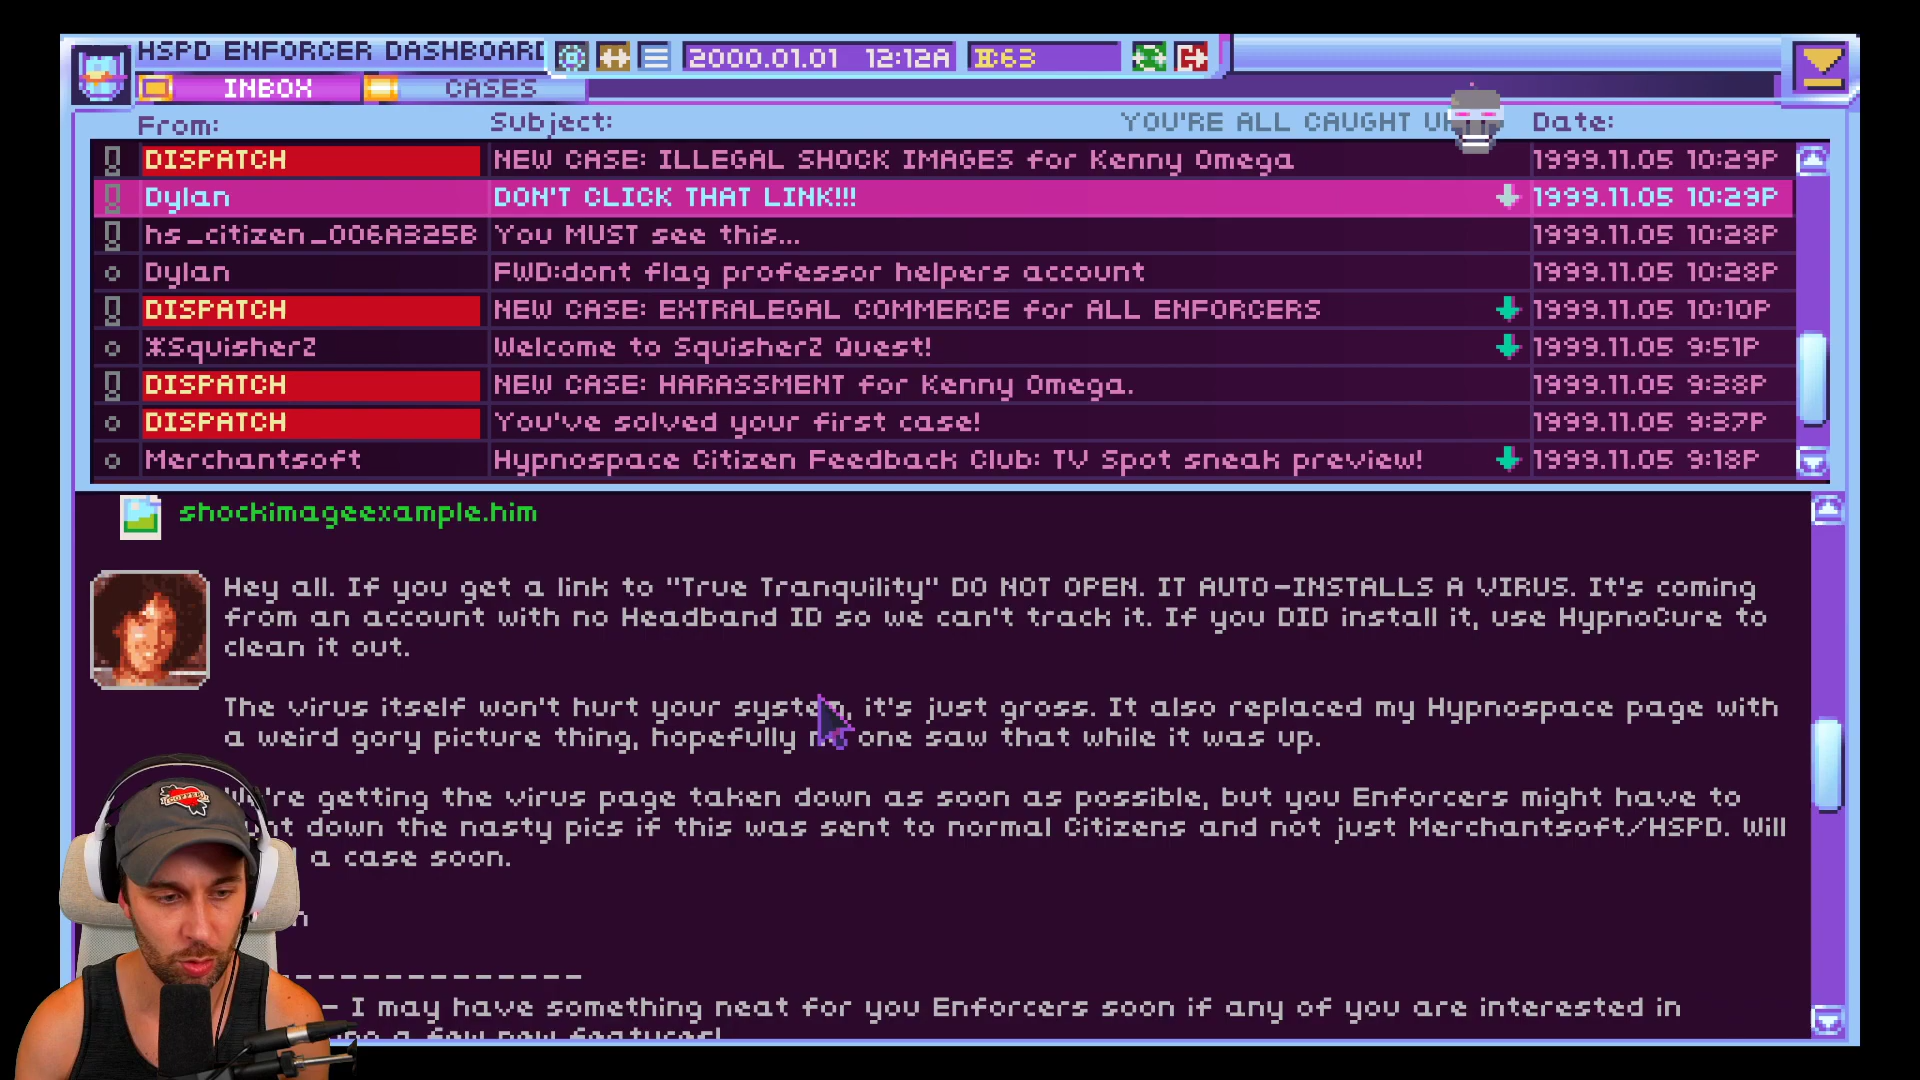 HSPD ENFORCER DASHBOARD
2000.01.01 12:12A
63
INBOX
CASES
From:
Subject:
YOU'RE ALL CAUGHT
Date:
DISPATCH NEW CASE: ILLEGAL SHOCK IMAGES for Kenny Omega 1999.11.05 10:29P
Dylan DON'T CLICK THAT LINK!!! 1999.11.05 10:29P
hs_citizen_006A325B You MUST see this... 1999.11.05 10:28P
Dylan FWD:dont flag professor helpers account 1999.11.05 10:28P
DISPATCH NEW CASE: EXTRALEGAL COMMERCE for ALL ENFORCERS 1999.11.05 10:10P
SquisherZ Welcome to SquisherZ Quest! 1999.11.05 9:51P
DISPATCH NEW CASE: HARASSMENT for Kenny Omega. 1999.11.05 9:38P
DISPATCH You've solved your first case! 1999.11.05 9:37P
Merchantsoft Hypnospace Citizen Feedback Club: TV Spot sneak preview! 1999.11.05 9:18P
shockimageexample.him
Hey all. If you get a link to "True Tranquility" DO NOT OPEN. IT AUTO-INSTALLS A VIRUS. It's coming
from an account with no Headband ID so we can't track it. If you DID install it, use HypnoCure to
clean it out.
The virus itself won't hurt your system, it's just gross. It also replaced my Hypnospace page with
a weird gory picture thing, hopefully no one saw that while it was up.
We're getting the virus page taken down as soon as possible, but you Enforcers might have to
down the nasty pics if this was sent to normal Citizens and not just Merchantsoft/HSPD. Will
a case soon.
--------------
- I may have something neat for you Enforcers soon if any of you are interested in
a few new features!